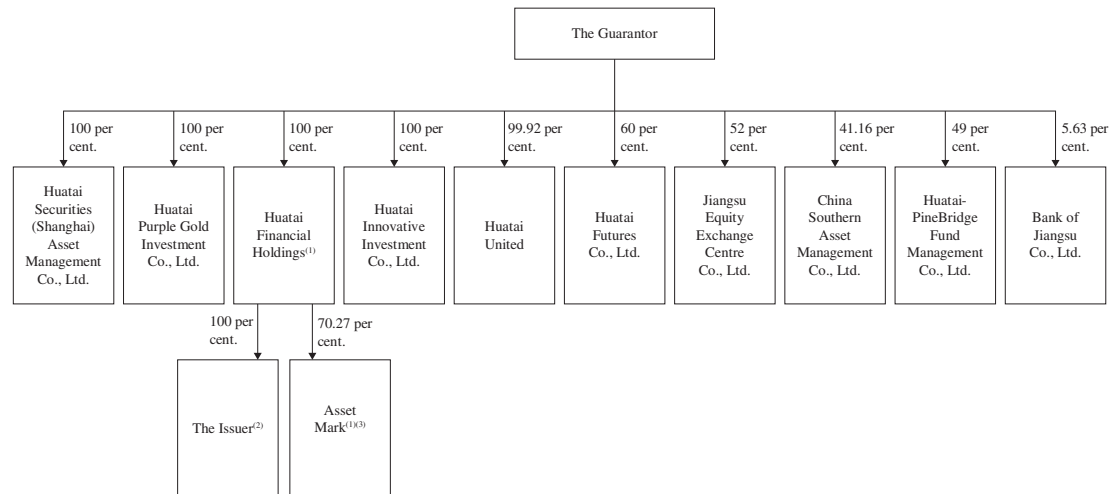 The Guarantor
100 per
cent.
100 per
cent.
100 per
cent.
100 per
cent.
99.92 per
cent.
60 per
cent.
52 per
cent.
41.16 per
cent.
49 per
cent.
5.63 per
cent.
Huatai
Securities
(Shanghai)
Asset
Management
Co., Ltd.
Huatai
Purple Gold
Investment
Co., Ltd.
Huatai
Financial
Holdings(1)
Huatai
Innovative
Investment
Co., Ltd.
Huatai
United
Huatai
Futures
Co., Ltd.
Jiangsu
Equity
Exchange
Centre
Co., Ltd.
China
Southern
Asset
Management
Co., Ltd.
Huatai-
PineBridge
Fund
Management
Co., Ltd.
Bank of
Jiangsu
Co., Ltd.
100 per
cent.
70.27 per
cent.
The Issuer(2)
Asset
Mark(1)(3)